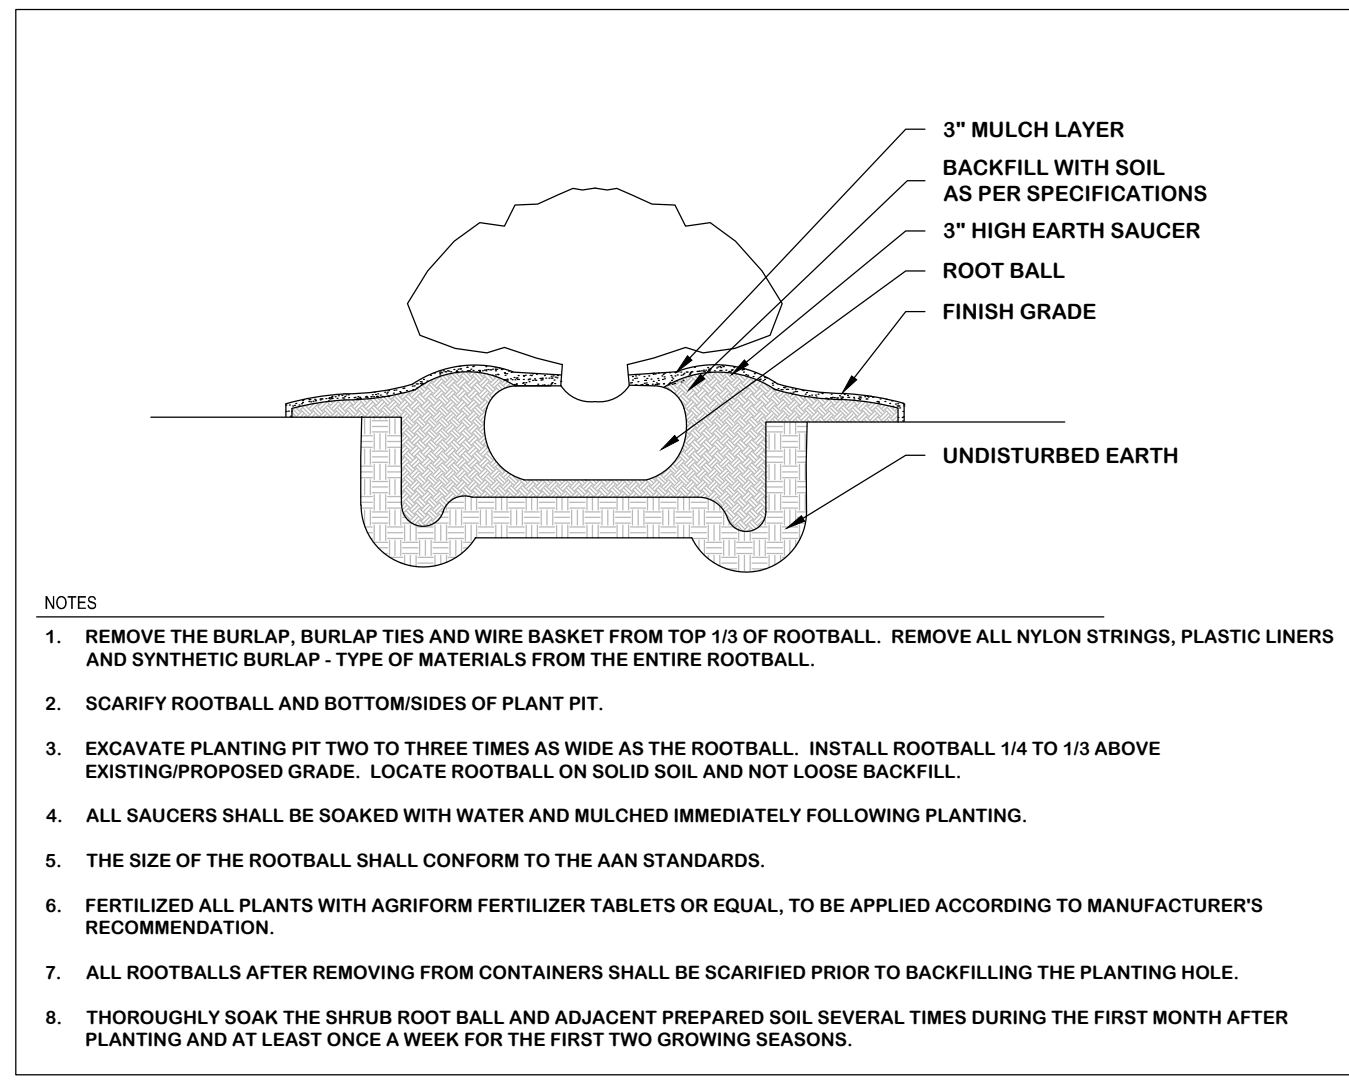 3" MULCH LAYER
BACKFILL WITH SOIL
AS PER SPECIFICATIONS
3" HIGH EARTH SAUCER
ROOT BALL
FINISH GRADE
UNDISTURBED EARTH
NOTES
1. REMOVE THE BURLAP, BURLAP TIES AND WIRE BASKET FROM TOP 1/3 OF ROOTBALL. REMOVE ALL NYLON STRINGS, PLASTIC LINERS
AND SYNTHETIC BURLAP - TYPE OF MATERIALS FROM THE ENTIRE ROOTBALL.
2. SCARIFY ROOTBALL AND BOTTOM/SIDES OF PLANT PIT.
3. EXCAVATE PLANTING PIT TWO TO THREE TIMES AS WIDE AS THE ROOTBALL. INSTALL ROOTBALL 1/4 TO 1/3 ABOVE
EXISTING/PROPOSED GRADE. LOCATE ROOTBALL ON SOLID SOIL AND NOT LOOSE BACKFILL.
4. ALL SAUCERS SHALL BE SOAKED WITH WATER AND MULCHED IMMEDIATELY FOLLOWING PLANTING.
5. THE SIZE OF THE ROOTBALL SHALL CONFORM TO THE AAN STANDARDS.
6. FERTILIZED ALL PLANTS WITH AGRIFORM FERTILIZER TABLETS OR EQUAL, TO BE APPLIED ACCORDING TO MANUFACTURER'S
RECOMMENDATION.
7. ALL ROOTBALLS AFTER REMOVING FROM CONTAINERS SHALL BE SCARIFIED PRIOR TO BACKFILLING THE PLANTING HOLE.
8. THOROUGHLY SOAK THE SHRUB ROOT BALL AND ADJACENT PREPARED SOIL SEVERAL TIMES DURING THE FIRST MONTH AFTER
PLANTING AND AT LEAST ONCE A WEEK FOR THE FIRST TWO GROWING SEASONS.